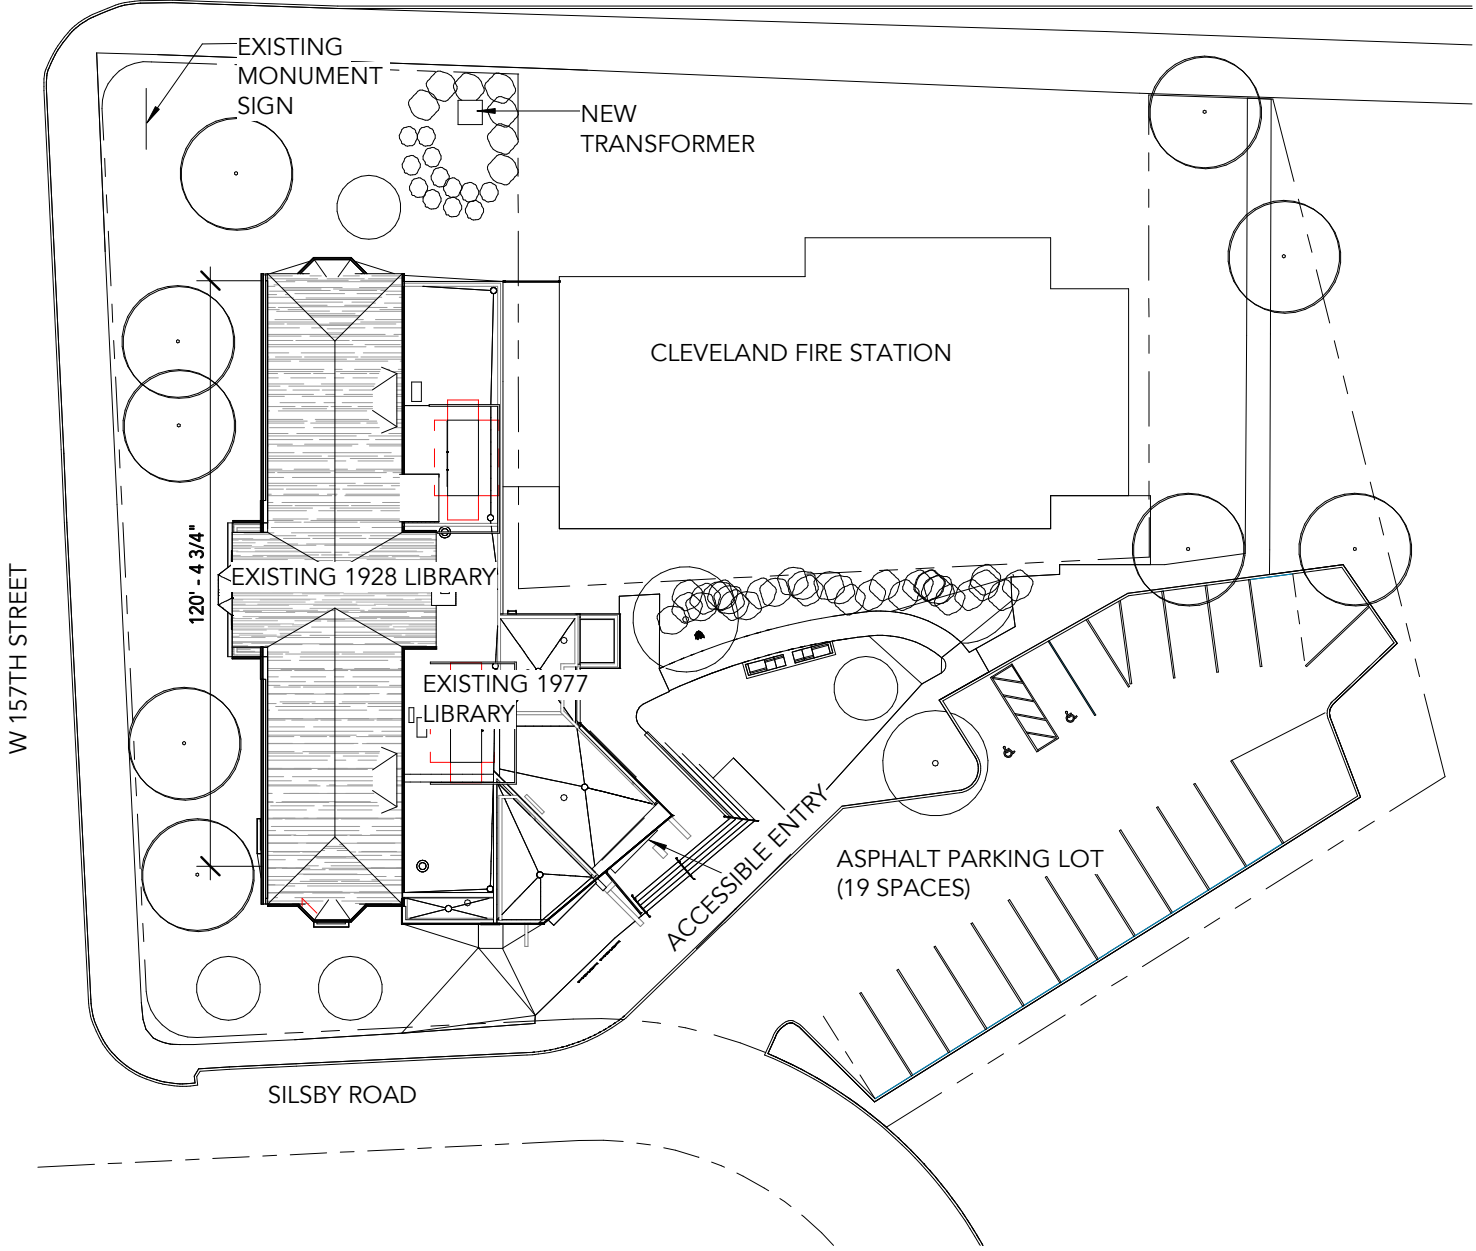 EXISTING
MONUMENT
SIGN
NEW
TRANSFORMER
CLEVELAND FIRE STATION
120' - 4 3/4"
EXISTING 1928 LIBRARY
W 157TH STREET
EXISTING 1977
LIBRARY
ACCESSIBLE ENTRY
ASPHALT PARKING LOT
(19 SPACES)
SILSBY ROAD